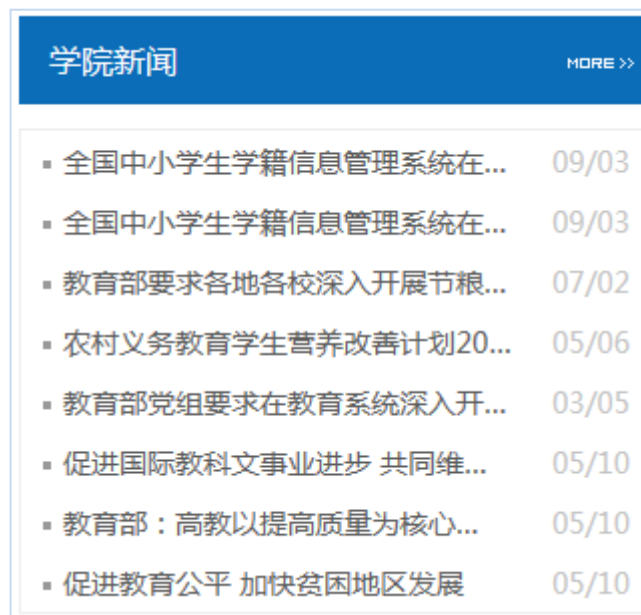 学院新闻 MORE >>
全国中小学生学籍信息管理系统在... 09/03
全国中小学生学籍信息管理系统在... 09/03
教育部要求各地各校深入开展节粮... 07/02
农村义务教育学生营养改善计划20... 05/06
教育部党组要求在教育系统深入开... 03/05
促进国际教科文事业进步 共同维... 05/10
教育部：高教以提高质量为核心... 05/10
促进教育公平 加快贫困地区发展 05/10